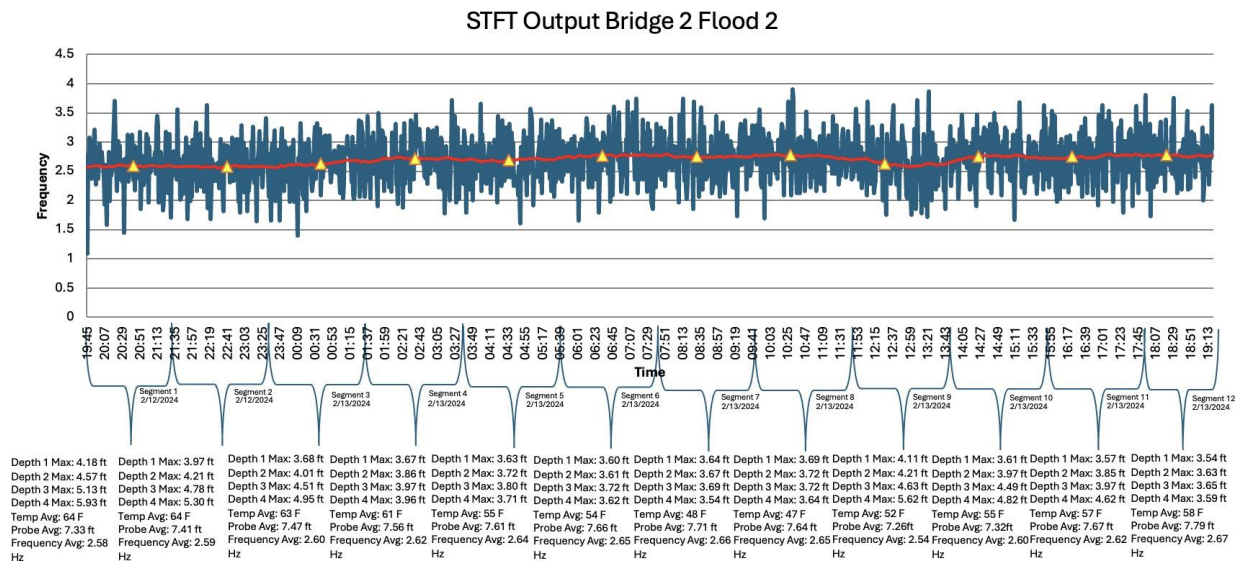 STFT Output Bridge 2 Flood 2
4.5
4
3.5
3
2.5
2
1.5
1
0.5
0
Frequency
19:45 20:07 20:29 20:51 21:13 21:35 21:57 22:19 22:41 23:03 23:25 23:47 00:09 00:31 00:53 01:15 01:37 01:59 02:21 02:43 03:05 03:27 03:49 04:11 04:33 04:55 05:17 05:39 06:01 06:23 06:45 07:07 07:29 07:51 08:13 08:35 08:57 09:19 09:41 10:03 10:25 10:47 11:09 11:31 11:53 12:15 12:37 12:59 13:21 13:43 14:05 14:27 14:49 15:11 15:33 15:55 16:17 16:39 17:01 17:23 17:45 18:07 18:29 18:51 19:13
Time
Segment 1
2/12/2024
Segment 2
2/12/2024
Segment 3
2/13/2024
Segment 4
2/13/2024
Segment 5
2/13/2024
Segment 6
2/13/2024
Segment 7
2/13/2024
Segment 8
2/13/2024
Segment 9
2/13/2024
Segment 10
2/13/2024
Segment 11
2/13/2024
Segment 12
2/13/2024
Depth 1 Max: 4.18 ft
Depth 2 Max: 4.57 ft
Depth 3 Max: 5.13 ft
Depth 4 Max: 5.93 ft
Temp Avg: 64 F
Probe Avg: 7.33 ft
Frequency Avg: 2.58
Hz
Depth 1 Max: 3.97 ft
Depth 2 Max: 4.21 ft
Depth 3 Max: 4.78 ft
Depth 4 Max: 5.30 ft
Temp Avg: 64 F
Probe Avg: 7.41 ft
Frequency Avg: 2.59
Hz
Depth 1 Max: 3.68 ft
Depth 2 Max: 4.01 ft
Depth 3 Max: 4.51 ft
Depth 4 Max: 4.95 ft
Temp Avg: 63 F
Probe Avg: 7.47 ft
Frequency Avg: 2.60
Hz
Depth 1 Max: 3.67 ft
Depth 2 Max: 3.86 ft
Depth 3 Max: 3.97 ft
Depth 4 Max: 3.96 ft
Temp Avg: 61 F
Probe Avg: 7.56 ft
Frequency Avg: 2.62
Hz
Depth 1 Max: 3.63 ft
Depth 2 Max: 3.72 ft
Depth 3 Max: 3.80 ft
Depth 4 Max: 3.71 ft
Temp Avg: 55 F
Probe Avg: 7.61 ft
Frequency Avg: 2.64
Hz
Depth 1 Max: 3.60 ft
Depth 2 Max: 3.61 ft
Depth 3 Max: 3.72 ft
Depth 4 Max: 3.62 ft
Temp Avg: 54 F
Probe Avg: 7.66 ft
Frequency Avg: 2.65
Hz
Depth 1 Max: 3.64 ft
Depth 2 Max: 3.67 ft
Depth 3 Max: 3.69 ft
Depth 4 Max: 3.54 ft
Temp Avg: 48 F
Probe Avg: 7.71 ft
Frequency Avg: 2.66
Hz
Depth 1 Max: 3.69 ft
Depth 2 Max: 3.72 ft
Depth 3 Max: 3.72 ft
Depth 4 Max: 3.64 ft
Temp Avg: 47 F
Probe Avg: 7.64 ft
Frequency Avg: 2.65
Hz
Depth 1 Max: 4.11 ft
Depth 2 Max: 4.21 ft
Depth 3 Max: 4.63 ft
Depth 4 Max: 5.62 ft
Temp Avg: 52 F
Probe Avg: 7.26ft
Frequency Avg: 2.54
Hz
Depth 1 Max: 3.61 ft
Depth 2 Max: 3.97 ft
Depth 3 Max: 4.49 ft
Depth 4 Max: 4.82 ft
Temp Avg: 55 F
Probe Avg: 7.32ft
Frequency Avg: 2.60
Hz
Depth 1 Max: 3.57 ft
Depth 2 Max: 3.85 ft
Depth 3 Max: 3.97 ft
Depth 4 Max: 4.62 ft
Temp Avg: 57 F
Probe Avg: 7.67 ft
Frequency Avg: 2.62
Hz
Depth 1 Max: 3.54 ft
Depth 2 Max: 3.63 ft
Depth 3 Max: 3.65 ft
Depth 4 Max: 3.59 ft
Temp Avg: 58 F
Probe Avg: 7.79 ft
Frequency Avg: 2.67
Hz